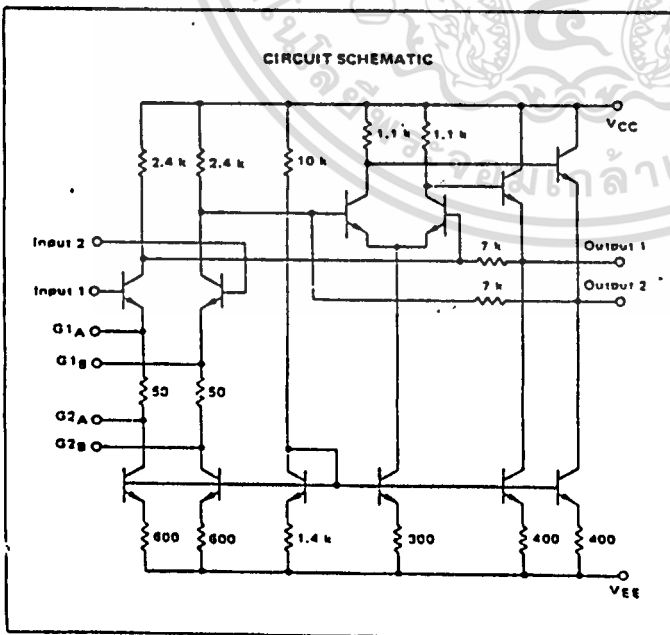 CIRCUIT SCHEMATIC
VCC
1.1 k
1.1 k
2.4 k
2.4 k
10 k
Input 2
7 k
Output 1
Input 1
7 k
Output 2
G1A
G1B
50
50
G2A
G2B
600
600
1.4 k
300
400
400
VEE